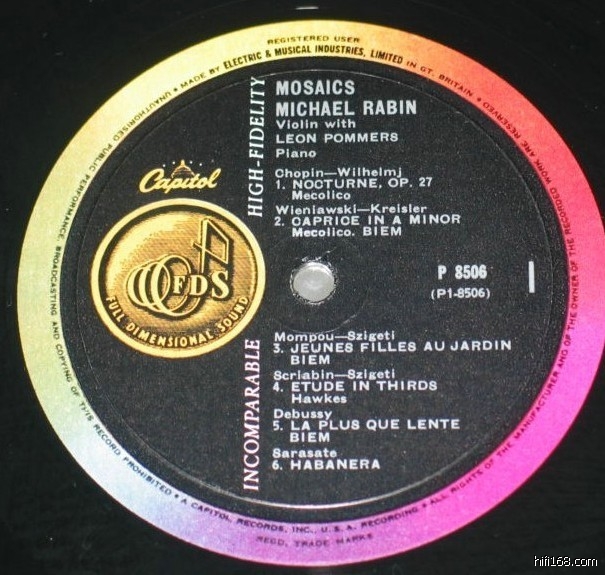 REGISTERED USER
• MADE BY ELECTRIC & MUSICAL INDUSTRIES, LIMITED IN GT. BRITAIN •
UNAUTHORISED PUBLIC PERFORMANCE, BROADCASTING AND COPYING OF THIS RECORD PROHIBITED •
A CAPITOL RECORDS, INC., U.S.A. RECORDING •
ALL RIGHTS OF THE MANUFACTURER AND OF THE OWNER OF THE RECORDED WORK ARE RESERVED
REGD. TRADE MARKS
Capitol
FDS
FULL DIMENSIONAL SOUND
INCOMPARABLE HIGH-FIDELITY
MOSAICS
MICHAEL RABIN
Violin with
LEON POMMERS
Piano
Chopin—Wilhelmj
1. NOCTURNE, OP. 27
Mecolico
Wieniawski—Kreisler
2. CAPRICE IN A MINOR
Mecolico. BIEM
P 8506 1
(P1-8506)
Mompou—Szigeti
3. JEUNES FILLES AU JARDIN
BIEM
Scriabin—Szigeti
4. ETUDE IN THIRDS
Hawkes
Debussy
5. LA PLUS QUE LENTE
BIEM
Sarasate
6. HABANERA
hifi168.com